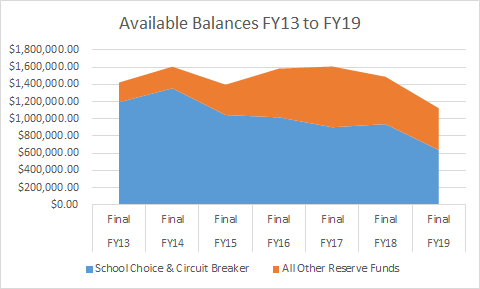 Available Balances FY13 to FY19
$1,800,000.00
$1,600,000.00
$1,400,000.00
$1,200,000.00
$1,000,000.00
$800,000.00
$600,000.00
$400,000.00
$200,000.00
$0.00
Final Final Final Final Final Final Final
FY13 FY14 FY15 FY16 FY17 FY18 FY19
School Choice & Circuit Breaker All Other Reserve Funds